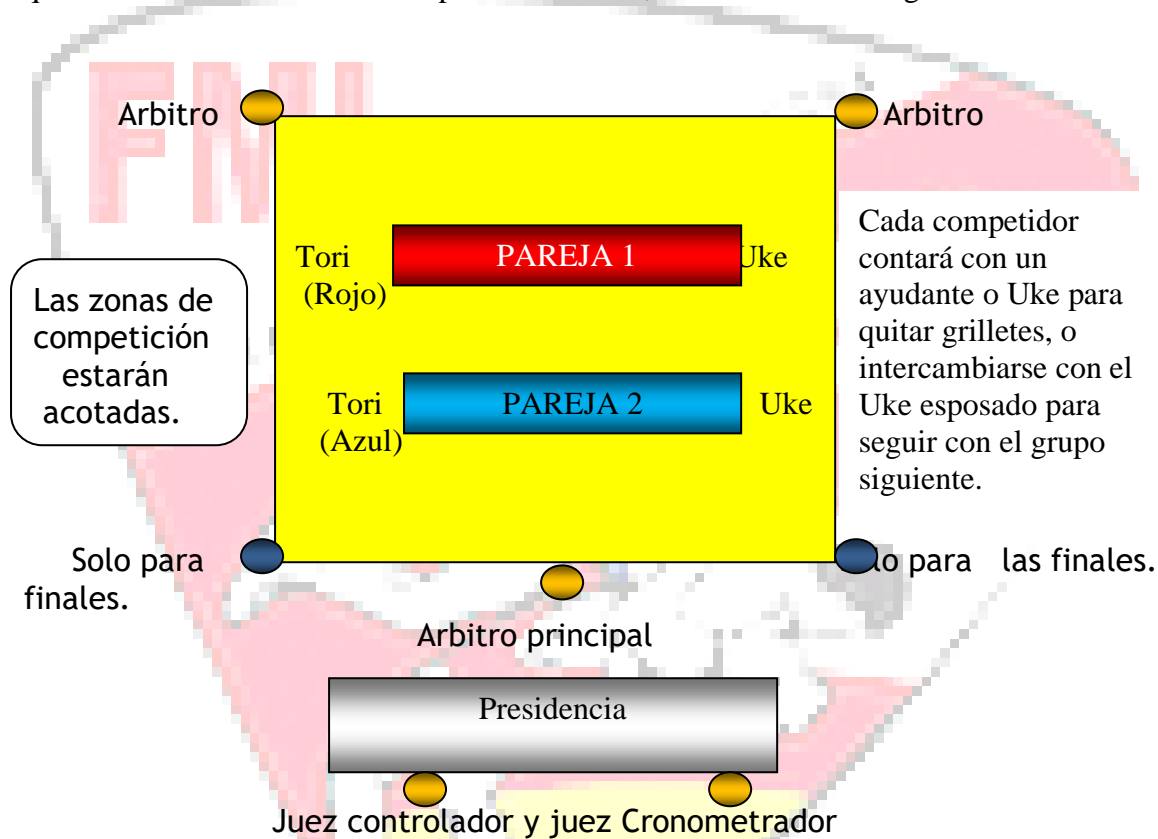 FNJ
Arbitro
Arbitro
Cada competidor
contará con un
ayudante o Uke para
quitar grilletes, o
intercambiarse con el
Uke esposado para
seguir con el grupo
siguiente.
Tori
PAREJA 1
Uke
(Rojo)
Las zonas de
competición
estarán
acotadas.
Tori
PAREJA 2
Uke
(Azul)
Solo para
finales.
lo para las finales.
Arbitro principal
Presidencia
Juez controlador y juez Cronometrador